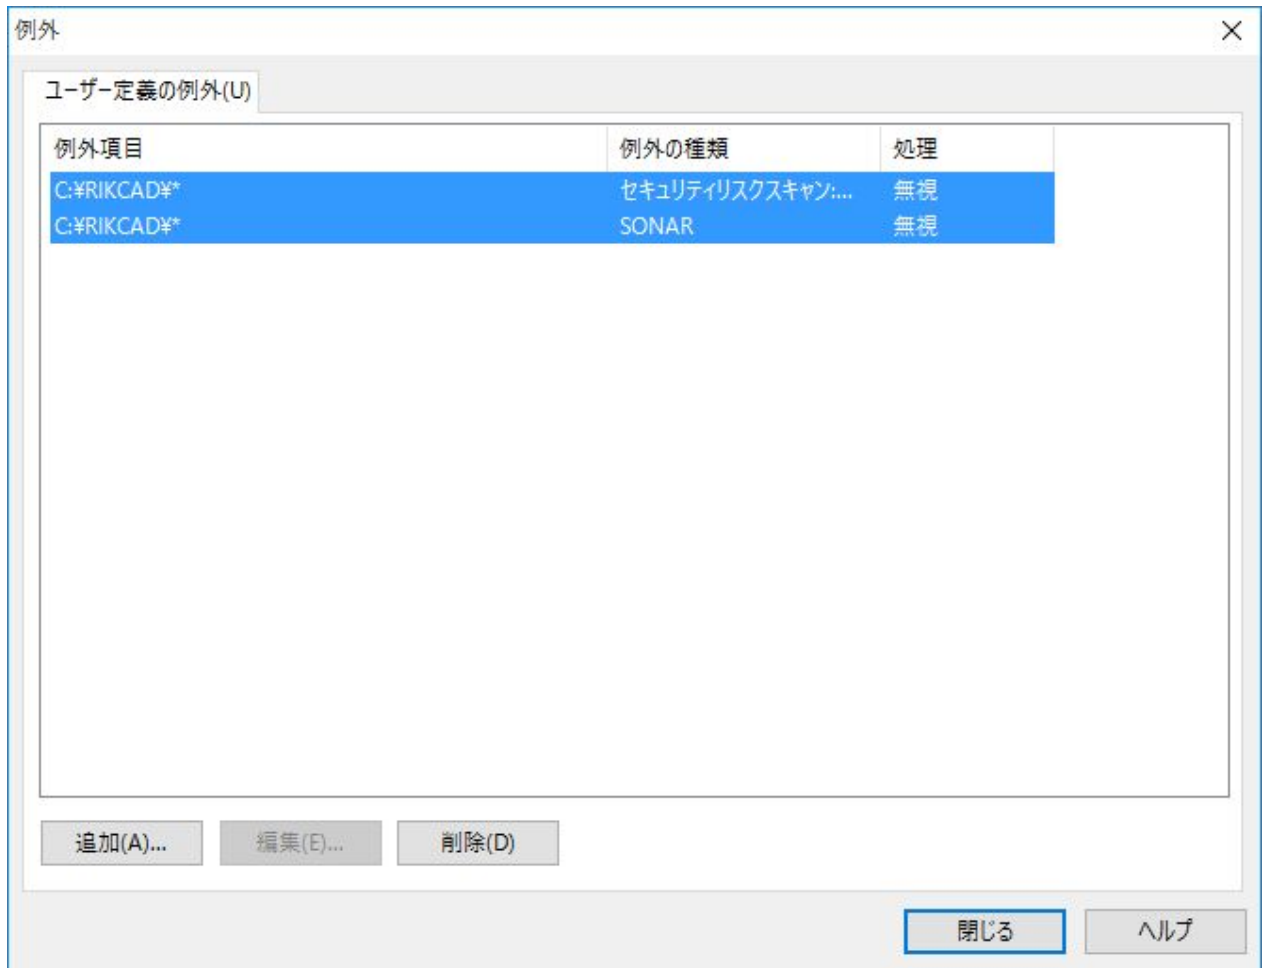 例外
ユーザー定義の例外(U)
例外項目 例外の種類 処理
C:¥RIKCAD¥* セキュリティリスクスキャン:... 無視
C:¥RIKCAD¥* SONAR 無視
追加(A)... 編集(E)... 削除(D)
閉じる ヘルプ